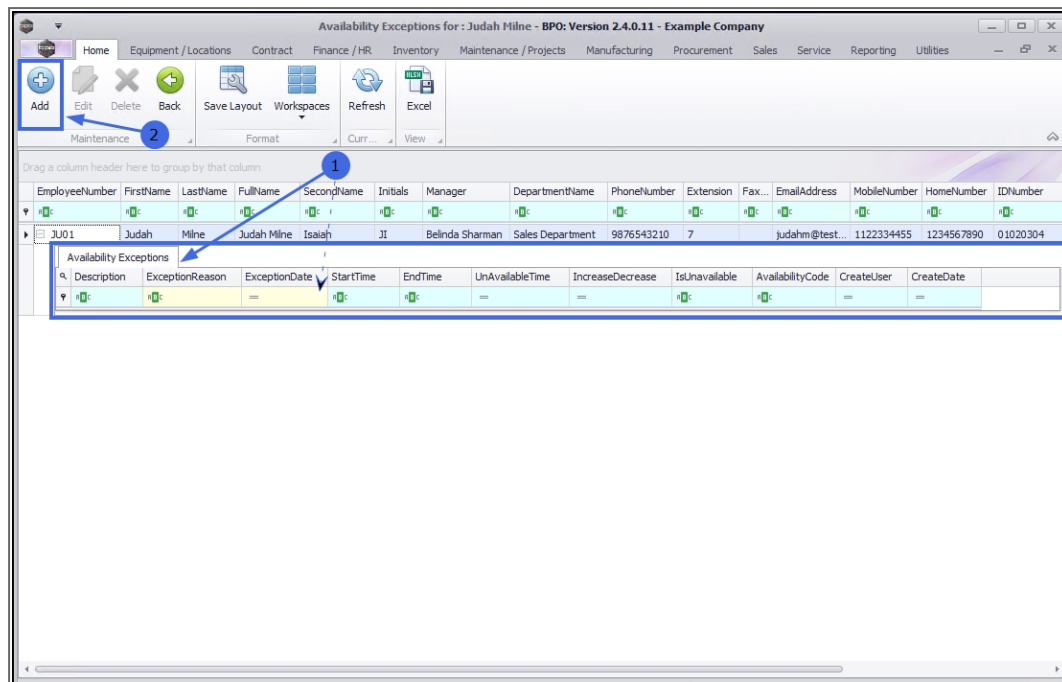 Availability Exceptions for : Judah Milne - BPO: Version 2.4.0.11 - Example Company
Home Equipment / Locations Contract Finance / HR Inventory Maintenance / Projects Manufacturing Procurement Sales Service Reporting Utilities
Add Edit Delete Back Save Layout Workspaces Refresh Excel
Maintenance Format Curr... View
2
Drag a column header here to group by that column
1
EmployeeNumber FirstName LastName FullName SecondName Initials Manager DepartmentName PhoneNumber Extension Fax... EmailAddress MobileNumber HomeNumber IDNumber
JU01 Judah Milne Judah Milne Isaiah JI Belinda Sharman Sales Department 9876543210 7 judahm@test... 1122334455 1234567890 01020304
Availability Exceptions
Description ExceptionReason ExceptionDate StartTime EndTime UnAvailableTime IncreaseDecrease IsUnavailable AvailabilityCode CreateUser CreateDate